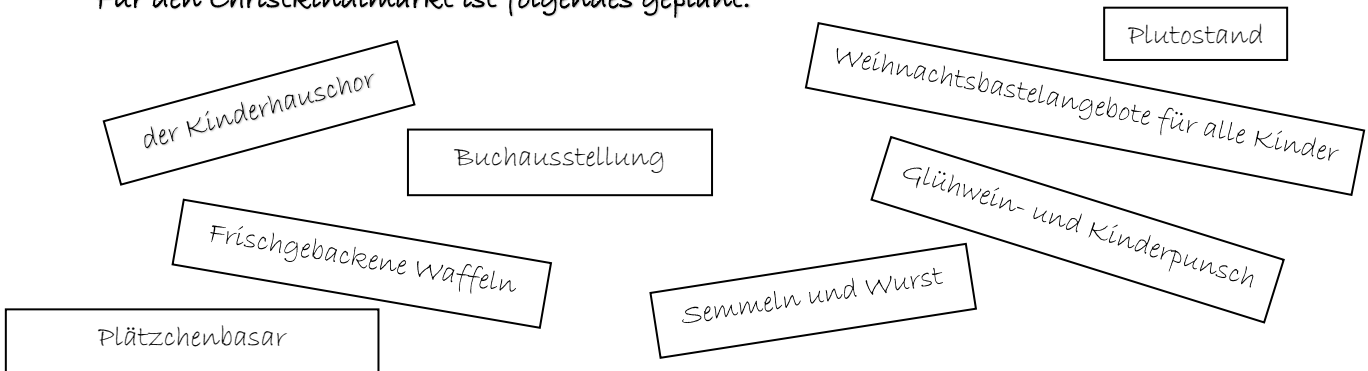 Für den Christkindlmarkt ist folgendes geplant:
Plutostand
Weihnachtsbastelangebote für alle Kinder
der Kinderhauschor
Buchausstellung
Glühwein- und Kinderpunsch
Frischgebackene Waffeln
Semmeln und Wurst
Plätzchenbasar